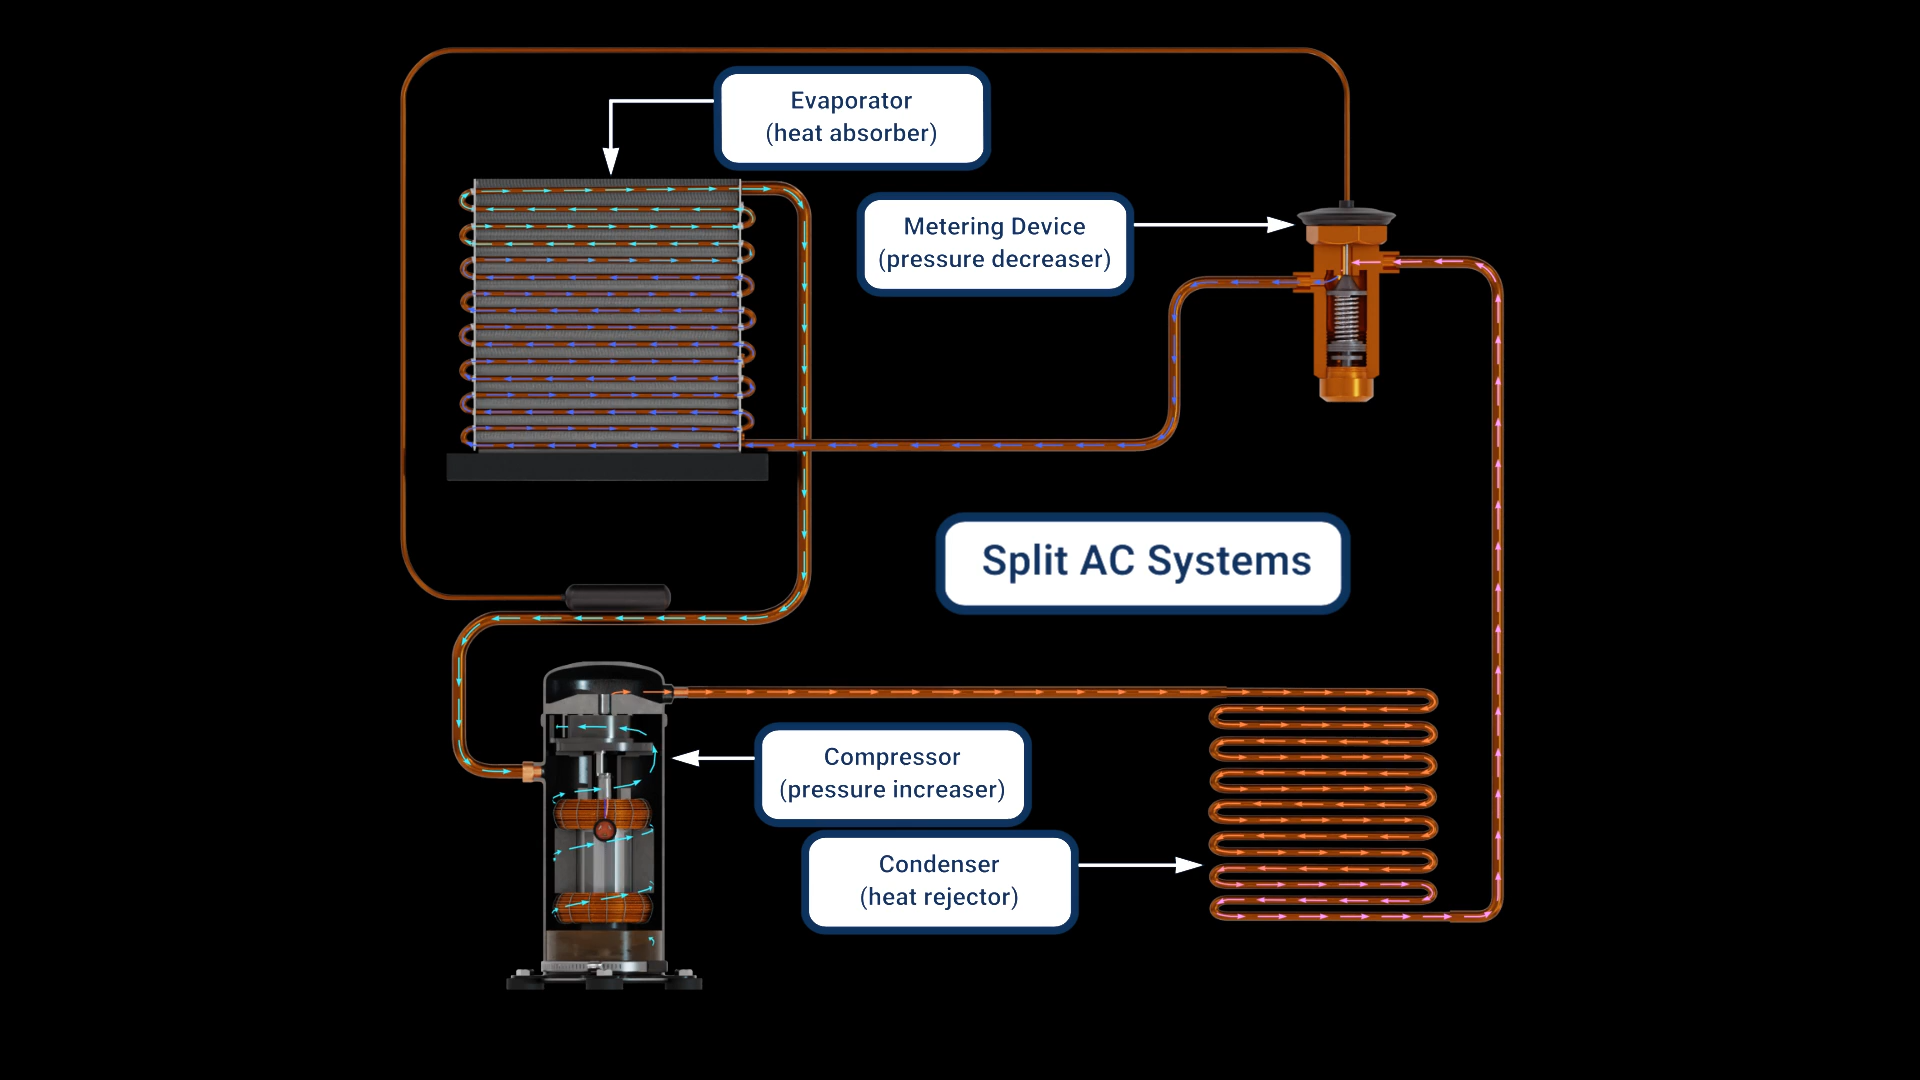 Evaporator
(heat absorber)
Metering Device
(pressure decreaser)
Split AC Systems
Compressor
(pressure increaser)
Condenser
(heat rejector)